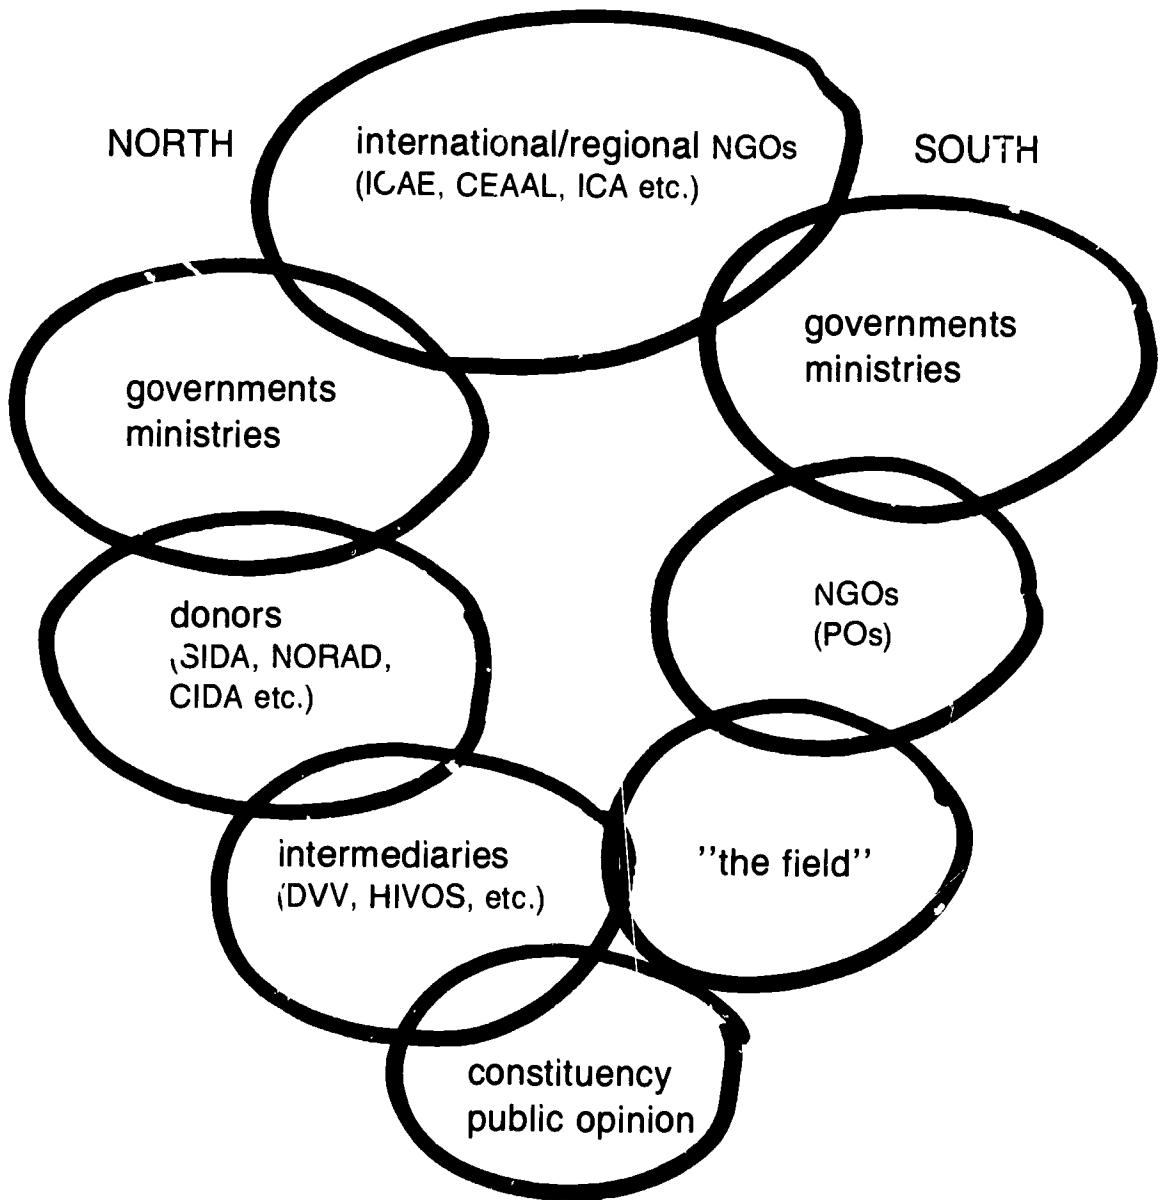 NORTH
international/regional NGOs
(ICAE, CEAAL, ICA etc.)
SOUTH
governments
ministries
governments
ministries
NGOs
(POs)
donors
(SIDA, NORAD,
CIDA etc.)
intermediaries
(DVV, HIVOS, etc.)
"the field"
constituency
public opinion